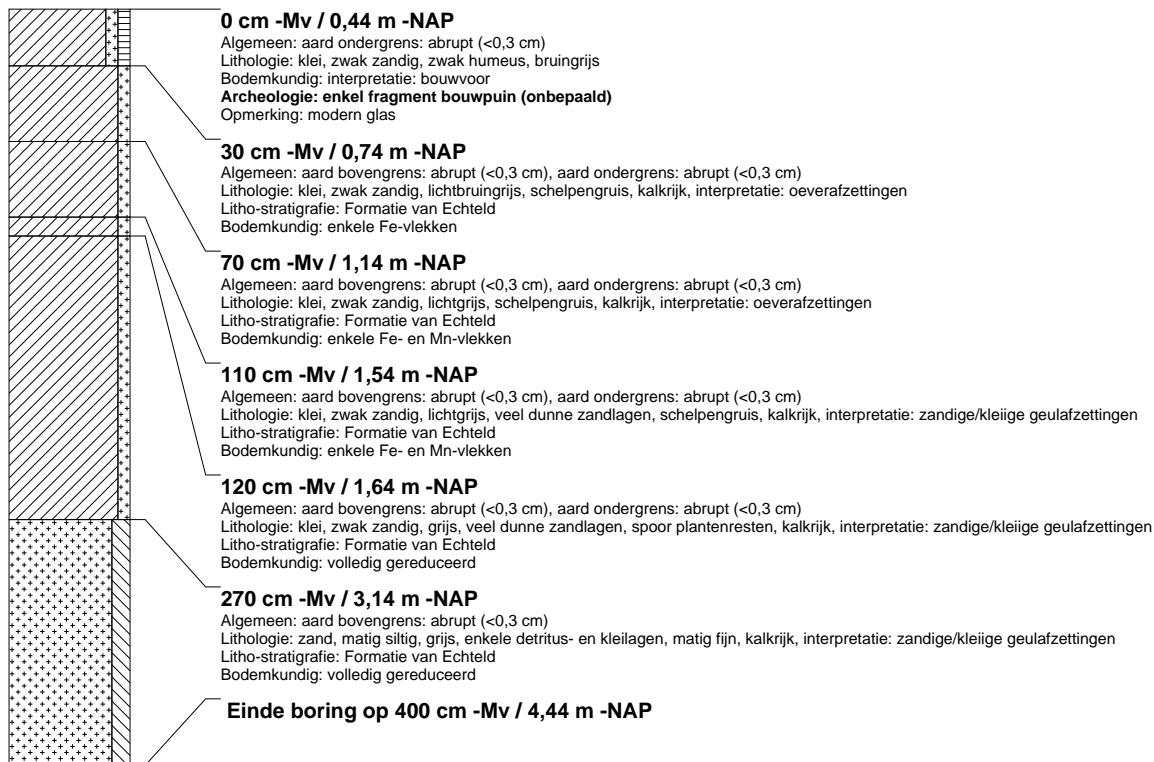 0 cm -Mv / 0,44 m -NAP
Algemeen: aard ondergrens: abrupt (<0,3 cm)
Lithologie: klei, zwak zandig, zwak humeus, bruingrijs
Bodemkundig: interpretatie: bouwvoor
Archeologie: enkel fragment bouwpuin (onbepaald)
Opmerking: modern glas
30 cm -Mv / 0,74 m -NAP
Algemeen: aard bovengrens: abrupt (<0,3 cm), aard ondergrens: abrupt (<0,3 cm)
Lithologie: klei, zwak zandig, lichtbruingrijs, schelpengruis, kalkrijk, interpretatie: oeverafzettingen
Litho-stratigrafie: Formatie van Echteld
Bodemkundig: enkele Fe-vlekken
70 cm -Mv / 1,14 m -NAP
Algemeen: aard bovengrens: abrupt (<0,3 cm), aard ondergrens: abrupt (<0,3 cm)
Lithologie: klei, zwak zandig, lichtgrijs, schelpengruis, kalkrijk, interpretatie: oeverafzettingen
Litho-stratigrafie: Formatie van Echteld
Bodemkundig: enkele Fe- en Mn-vlekken
110 cm -Mv / 1,54 m -NAP
Algemeen: aard bovengrens: abrupt (<0,3 cm), aard ondergrens: abrupt (<0,3 cm)
Lithologie: klei, zwak zandig, lichtgrijs, veel dunne zandlagen, schelpengruis, kalkrijk, interpretatie: zandige/kleiige geulafzettingen
Litho-stratigrafie: Formatie van Echteld
Bodemkundig: enkele Fe- en Mn-vlekken
120 cm -Mv / 1,64 m -NAP
Algemeen: aard bovengrens: abrupt (<0,3 cm), aard ondergrens: abrupt (<0,3 cm)
Lithologie: klei, zwak zandig, grijs, veel dunne zandlagen, spoor plantenresten, kalkrijk, interpretatie: zandige/kleiige geulafzettingen
Litho-stratigrafie: Formatie van Echteld
Bodemkundig: volledig gereduceerd
270 cm -Mv / 3,14 m -NAP
Algemeen: aard bovengrens: abrupt (<0,3 cm)
Lithologie: zand, matig siltig, grijs, enkele detritus- en kleilagen, matig fijn, kalkrijk, interpretatie: zandige/kleiige geulafzettingen
Litho-stratigrafie: Formatie van Echteld
Bodemkundig: volledig gereduceerd
Einde boring op 400 cm -Mv / 4,44 m -NAP